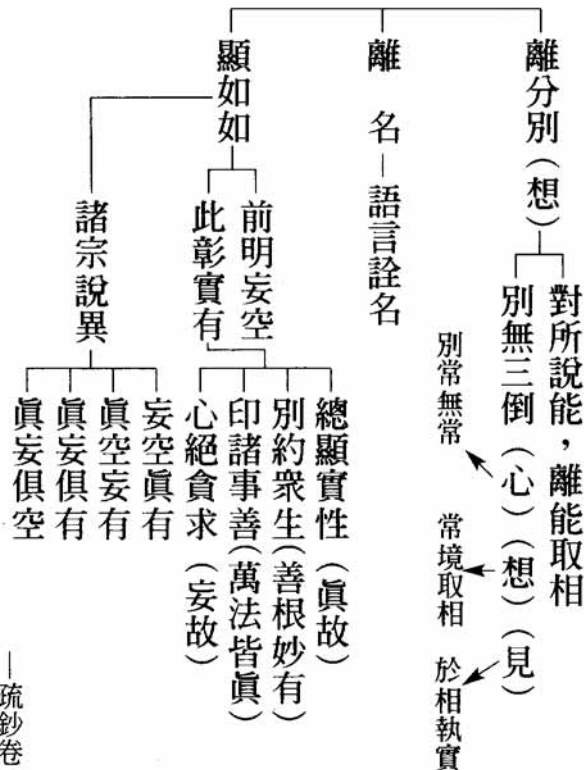 離分別（想）
對所說能，離能取相
別無三倒（心）（想）（見）
別常無常
常境取相
於相執實
離　名－語言詮名
顯如如
前明妄空
此彰實有
總顯實性（眞故）
別約衆生（善根妙有）
印諸事善（萬法皆眞）
心絕貪求（妄故）
諸宗說異
妄空眞有
眞空妄有
眞妄俱有
眞妄俱空
－琉鈔卷